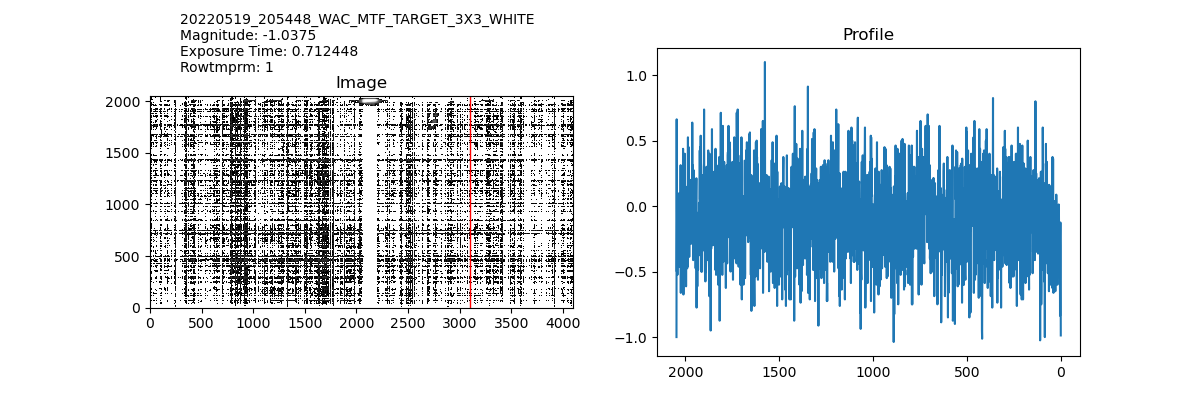 20220519_205448_WAC_MTF_TARGET_3X3_WHITE
Magnitude: -1.0375
Exposure Time: 0.712448
Rowtmprm: 1
Image
2000
1500
1000
500
0
0 500 1000 1500 2000 2500 3000 3500 4000
Profile
1.0
0.5
0.0
−0.5
−1.0
2000 1500 1000 500 0